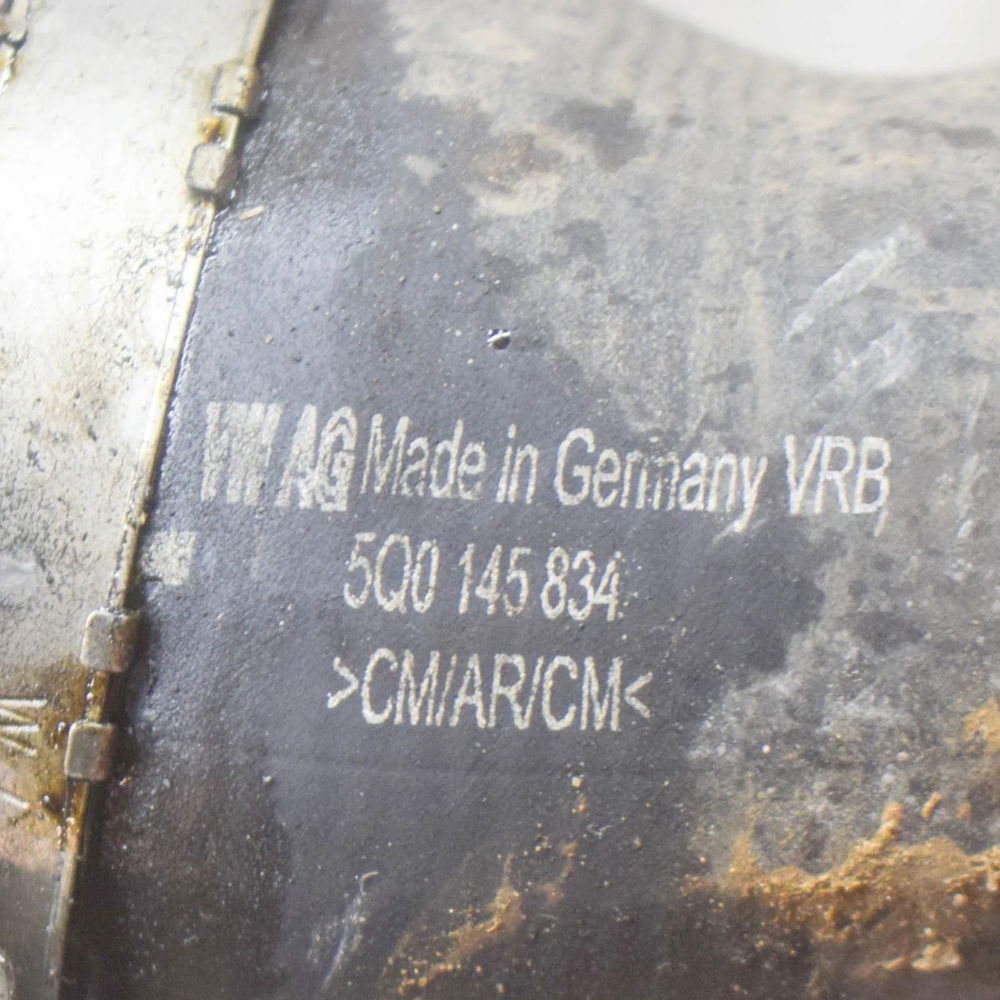 VW AG Made in Germany VRB
5Q0 145 834
>CM/AR/CM<